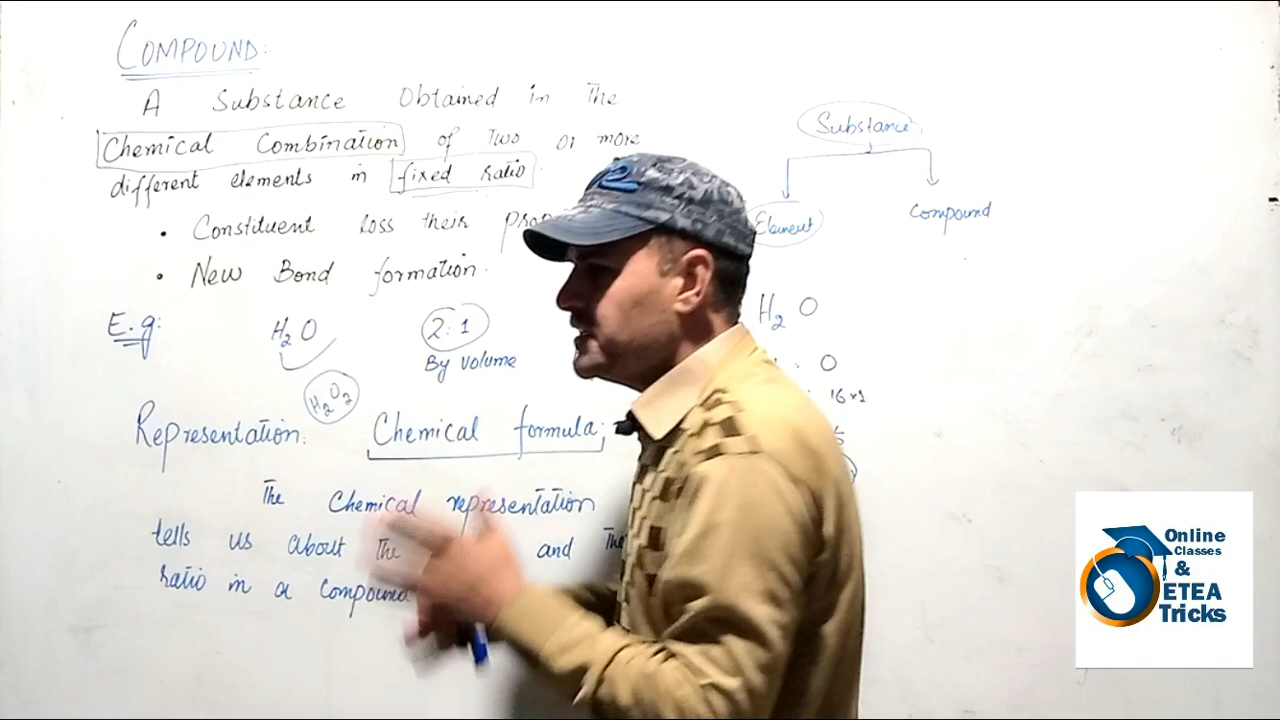 COMPOUND:
A Substance Obtained in The
Chemical Combination of Two or more
different elements in fixed ratio
• Constituent loss their
• New Bond formation.
E.g: H2O 2:1
By volume
H2O2
Representation: Chemical formula;
The Chemical representation
tells us about The and The
ratio in a Compound
Substance
Element Compound
H2 O
: O
16×1
Online
Classes
&
ETEA
Tricks